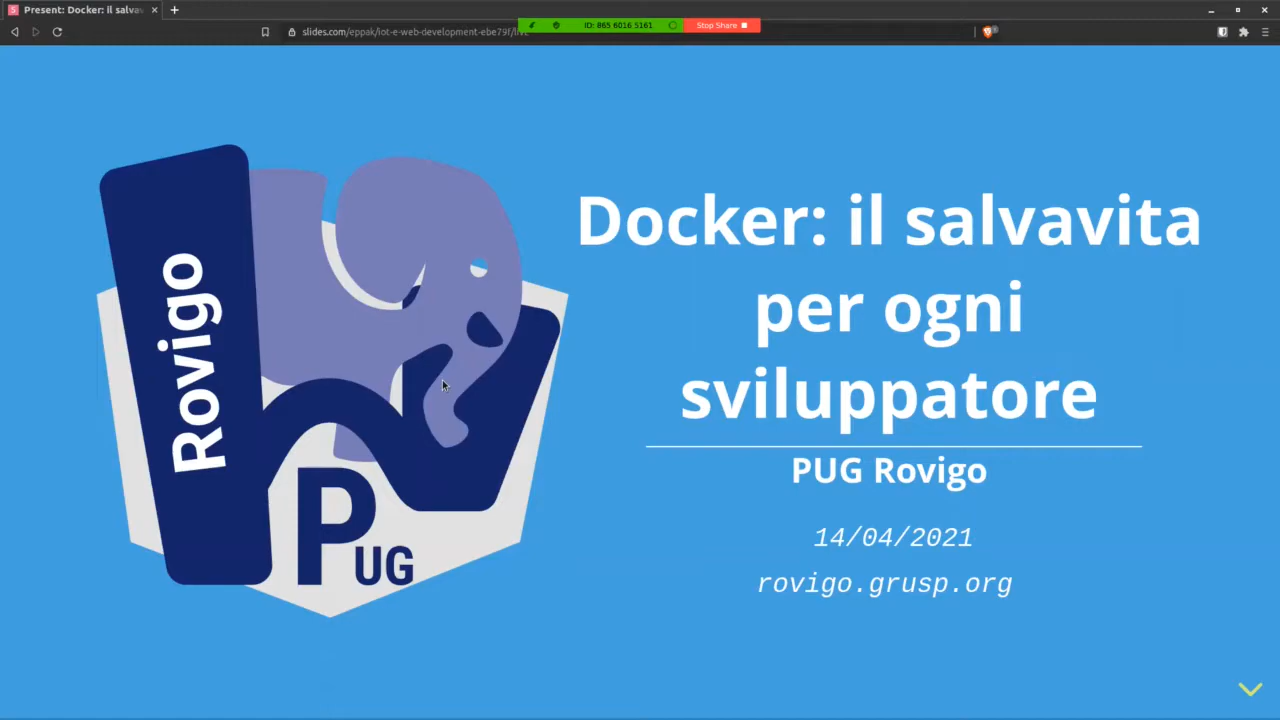 Present: Docker: il salva
slides.com/eppak/iot-e-web-development-ebe79f/live
ID: 865 6016 5161
Stop Share
Rovigo
PUG
Docker: il salvavita
per ogni
sviluppatore
PUG Rovigo
14/04/2021
rovigo.grusp.org